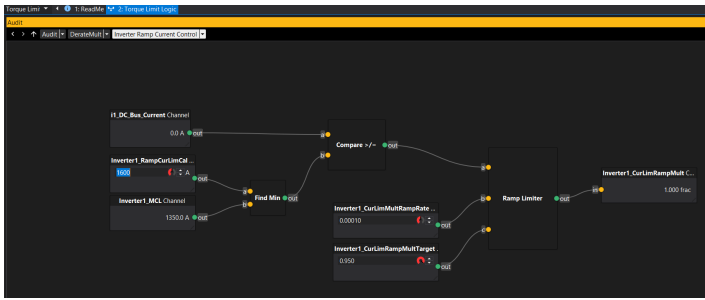 Torque Limit 1: ReadMe 2: Torque Limit Logic
Audit
Audit DerateMult Inverter Ramp Current Control
i1_DC_Bus_Current Channel
0.0 A out
a
Compare >/~ out
b
Inverter1_RampCurLimCal ...
1600 A
out
a
Find Min out
b
Inverter1_MCL Channel
1350.0 A out
a
b
Ramp Limiter out
c
Inverter1_CurLimRampMult C...
in 1.000 frac
Inverter1_CurLimMultRampRate ...
0.00010
out
Inverter1_CurLimRampMultTarget .
0.950
out